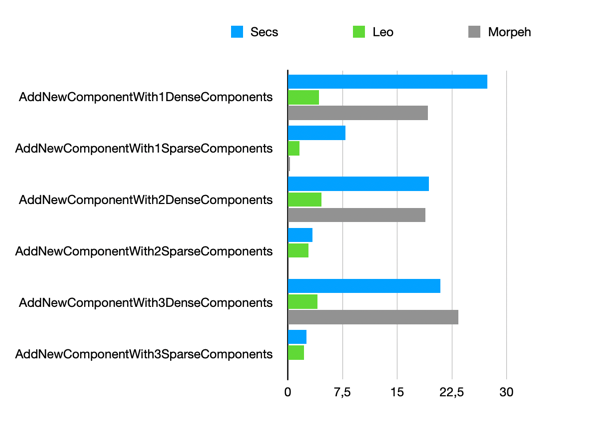 Secs Leo Morpeh
AddNewComponentWith1DenseComponents
AddNewComponentWith1SparseComponents
AddNewComponentWith2DenseComponents
AddNewComponentWith2SparseComponents
AddNewComponentWith3DenseComponents
AddNewComponentWith3SparseComponents
0 7,5 15 22,5 30